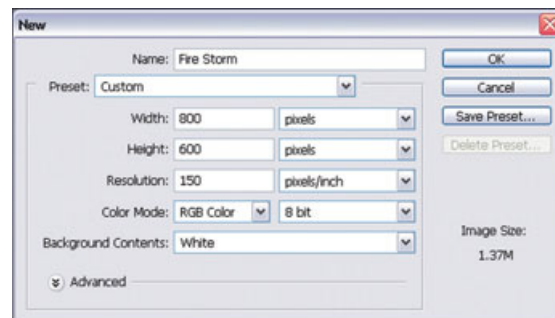 New
Name: Fire Storm
OK
Preset: Custom
Cancel
Width: 800 pixels
Save Preset...
Height: 600 pixels
Delete Preset...
Resolution: 150 pixels/inch
Color Mode: RGB Color 8 bit
Image Size:
Background Contents: White
1.37M
Advanced